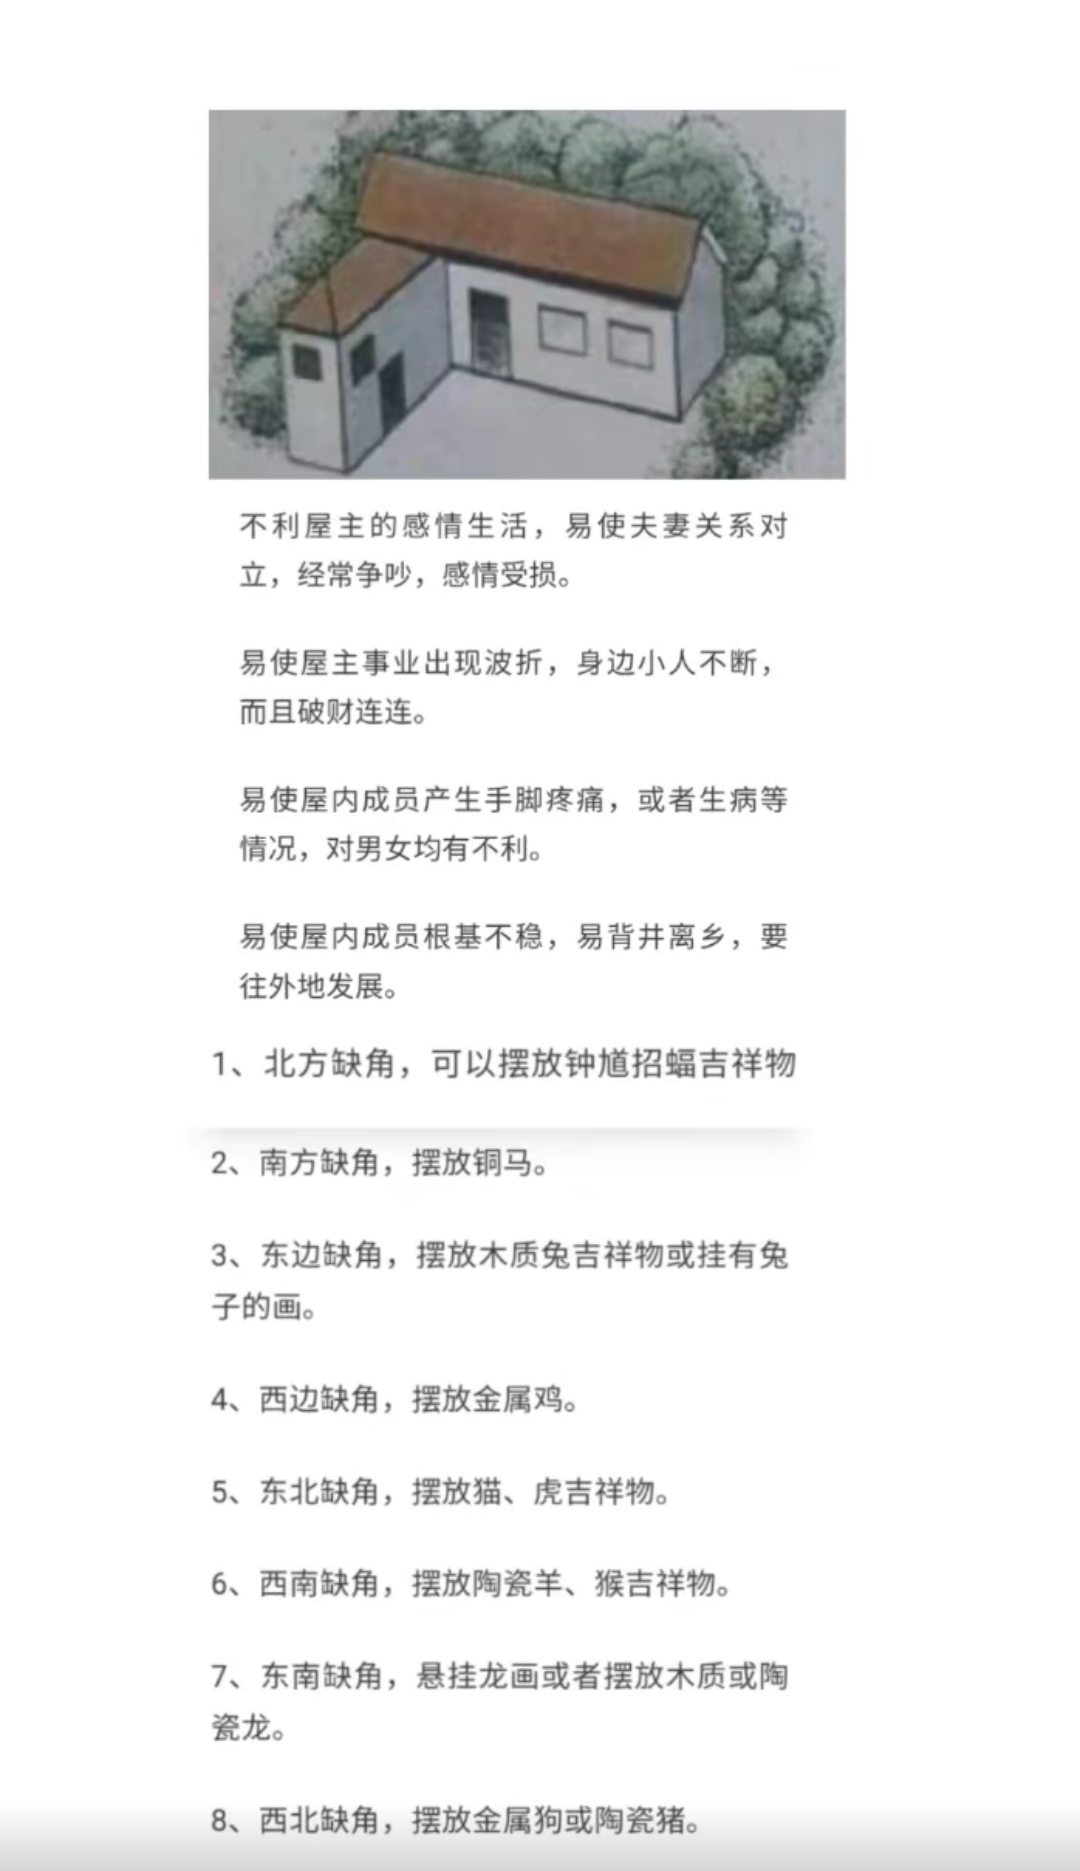 不利屋主的感情生活，易使夫妻关系对
立，经常争吵，感情受损。
易使屋主事业出现波折，身边小人不断，
而且破财连连。
易使屋内成员产生手脚疼痛，或者生病等
情况，对男女均有不利。
易使屋内成员根基不稳，易背井离乡，要
往外地发展。
1、北方缺角，可以摆放钟馗招蝠吉祥物
2、南方缺角，摆放铜马。
3、东边缺角，摆放木质兔吉祥物或挂有兔
子的画。
4、西边缺角，摆放金属鸡。
5、东北缺角，摆放猫、虎吉祥物。
6、西南缺角，摆放陶瓷羊、猴吉祥物。
7、东南缺角，悬挂龙画或者摆放木质或陶
瓷龙。
8、西北缺角，摆放金属狗或陶瓷猪。